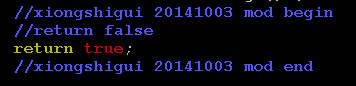 //xiongshigui 20141003 mod begin
//return false
return true;
//xiongshigui 20141003 mod end